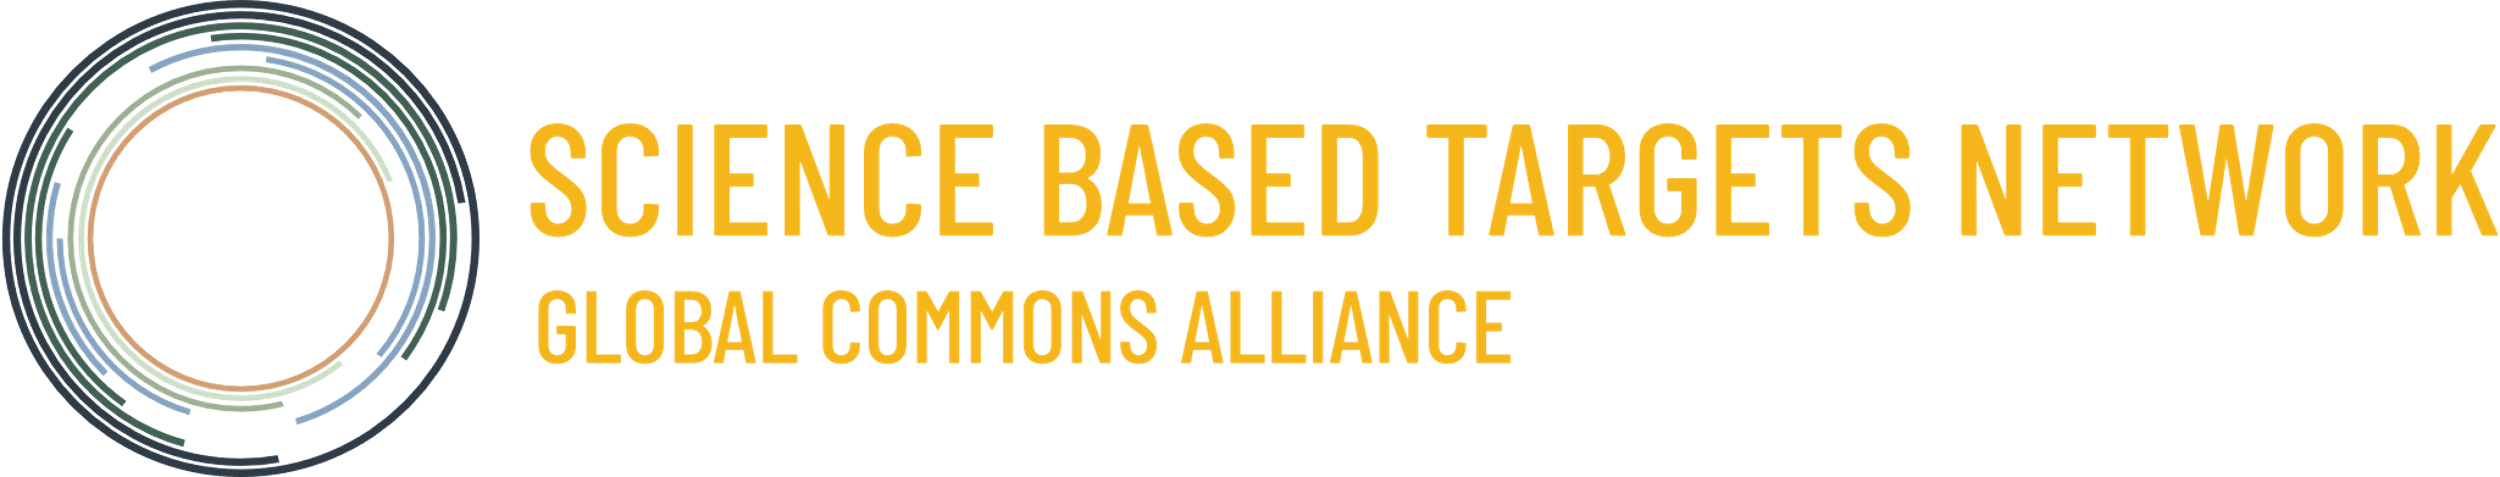 SCIENCE BASED TARGETS NETWORK
GLOBAL COMMONS ALLIANCE